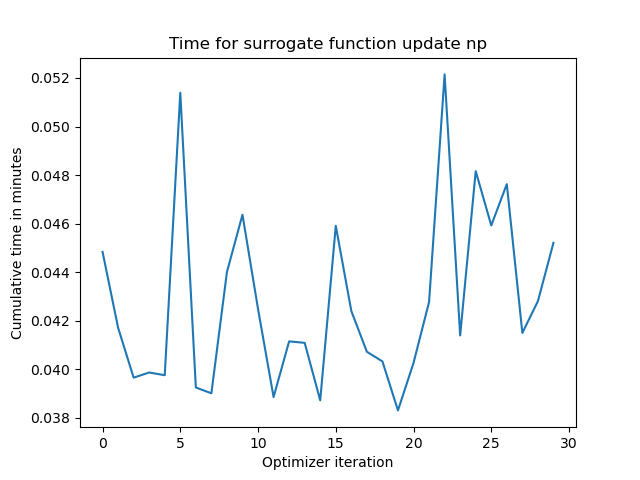 Time for surrogate function update np
Cumulative time in minutes
0.052
0.050
0.048
0.046
0.044
0.042
0.040
0.038
0 5 10 15 20 25 30
Optimizer iteration